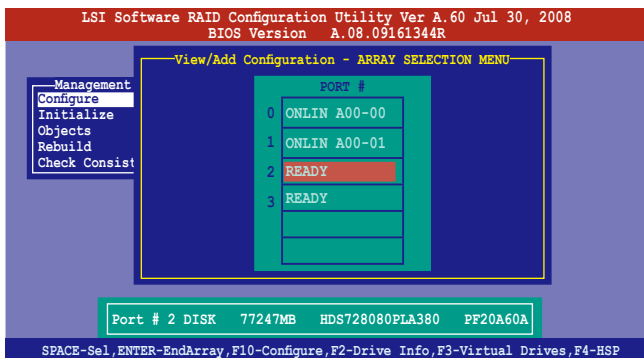 LSI Software RAID Configuration Utility Ver A.60 Jul 30, 2008
BIOS Version A.08.09161344R
View/Add Configuration - ARRAY SELECTION MENU
Management
Configure
Initialize
Objects
Rebuild
Check Consist
PORT #
0 ONLIN A00-00
1 ONLIN A00-01
2 READY
3 READY
Port # 2 DISK 77247MB HDS728080PLA380 PF20A60A
SPACE-Sel,ENTER-EndArray,F10-Configure,F2-Drive Info,F3-Virtual Drives,F4-HSP